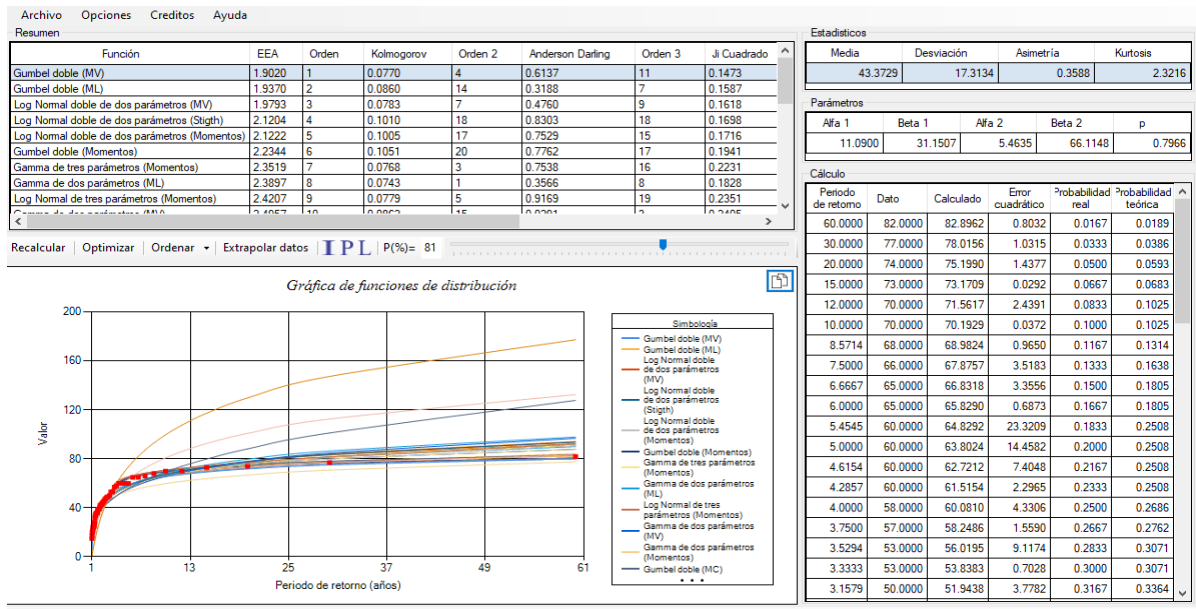 Archivo Opciones Creditos Ayuda
Resumen
Función EEA Orden Kolmogorov Orden 2 Anderson Darling Orden 3 Ji Cuadrado
Gumbel doble (MV) 1.9020 1 0.0770 4 0.6137 11 0.1473
Gumbel doble (ML) 1.9370 2 0.0860 14 0.3188 7 0.1587
Log Normal doble de dos parámetros (MV) 1.9793 3 0.0783 7 0.4760 9 0.1618
Log Normal doble de dos parámetros (Stigth) 2.1204 4 0.1010 18 0.8303 18 0.1698
Log Normal doble de dos parámetros (Momentos) 2.1222 5 0.1005 17 0.7529 15 0.1716
Gumbel doble (Momentos) 2.2344 6 0.1051 20 0.7762 17 0.1941
Gamma de tres parámetros (Momentos) 2.3519 7 0.0768 3 0.7538 16 0.2231
Gamma de dos parámetros (ML) 2.3897 8 0.0743 1 0.3566 8 0.1828
Log Normal de tres parámetros (Momentos) 2.4207 9 0.0779 5 0.9169 19 0.2351
Recalcular Optimizar Ordenar Extrapolar datos I P L P(%)= 81
Gráfica de funciones de distribución
200
160
120
80
40
0
Valor
1 13 25 37 49 61
Periodo de retorno (años)
Simbología
Gumbel doble (MV)
Gumbel doble (ML)
Log Normal doble
de dos parámetros
(MV)
Log Normal doble
de dos parámetros
(Stigth)
Log Normal doble
de dos parámetros
(Momentos)
Gumbel doble (Momentos)
Gamma de tres parámetros
(Momentos)
Gamma de dos parámetros
(ML)
Log Normal de tres
parámetros (Momentos)
Gamma de dos parámetros
(MV)
Gamma de dos parámetros
(Momentos)
Gumbel doble (MC)
Estadisticos
Media Desviación Asimetría Kurtosis
43.3729 17.3134 0.3588 2.3216
Parámetros
Alfa 1 Beta 1 Alfa 2 Beta 2 p
11.0900 31.1507 5.4635 66.1148 0.7966
Cálculo
Periodo de retorno Dato Calculado Error cuadrático Probabilidad real Probabilidad teórica
60.0000 82.0000 82.8962 0.8032 0.0167 0.0189
30.0000 77.0000 78.0156 1.0315 0.0333 0.0386
20.0000 74.0000 75.1990 1.4377 0.0500 0.0593
15.0000 73.0000 73.1709 0.0292 0.0667 0.0683
12.0000 70.0000 71.5617 2.4391 0.0833 0.1025
10.0000 70.0000 70.1929 0.0372 0.1000 0.1025
8.5714 68.0000 68.9824 0.9650 0.1167 0.1314
7.5000 66.0000 67.8757 3.5183 0.1333 0.1638
6.6667 65.0000 66.8318 3.3556 0.1500 0.1805
6.0000 65.0000 65.8290 0.6873 0.1667 0.1805
5.4545 60.0000 64.8292 23.3209 0.1833 0.2508
5.0000 60.0000 63.8024 14.4582 0.2000 0.2508
4.6154 60.0000 62.7212 7.4048 0.2167 0.2508
4.2857 60.0000 61.5154 2.2965 0.2333 0.2508
4.0000 58.0000 60.0810 4.3306 0.2500 0.2686
3.7500 57.0000 58.2486 1.5590 0.2667 0.2762
3.5294 53.0000 56.0195 9.1174 0.2833 0.3071
3.3333 53.0000 53.8383 0.7028 0.3000 0.3071
3.1579 50.0000 51.9438 3.7782 0.3167 0.3364